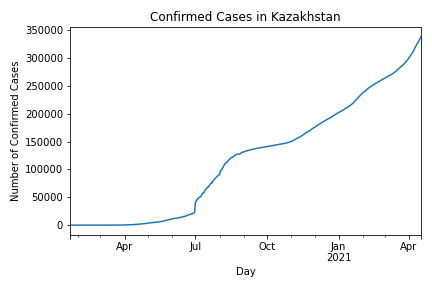 Confirmed Cases in Kazakhstan
350000
300000
250000
200000
150000
100000
50000
0
Number of Confirmed Cases
Apr
Jul
Oct
Jan
2021
Apr
Day